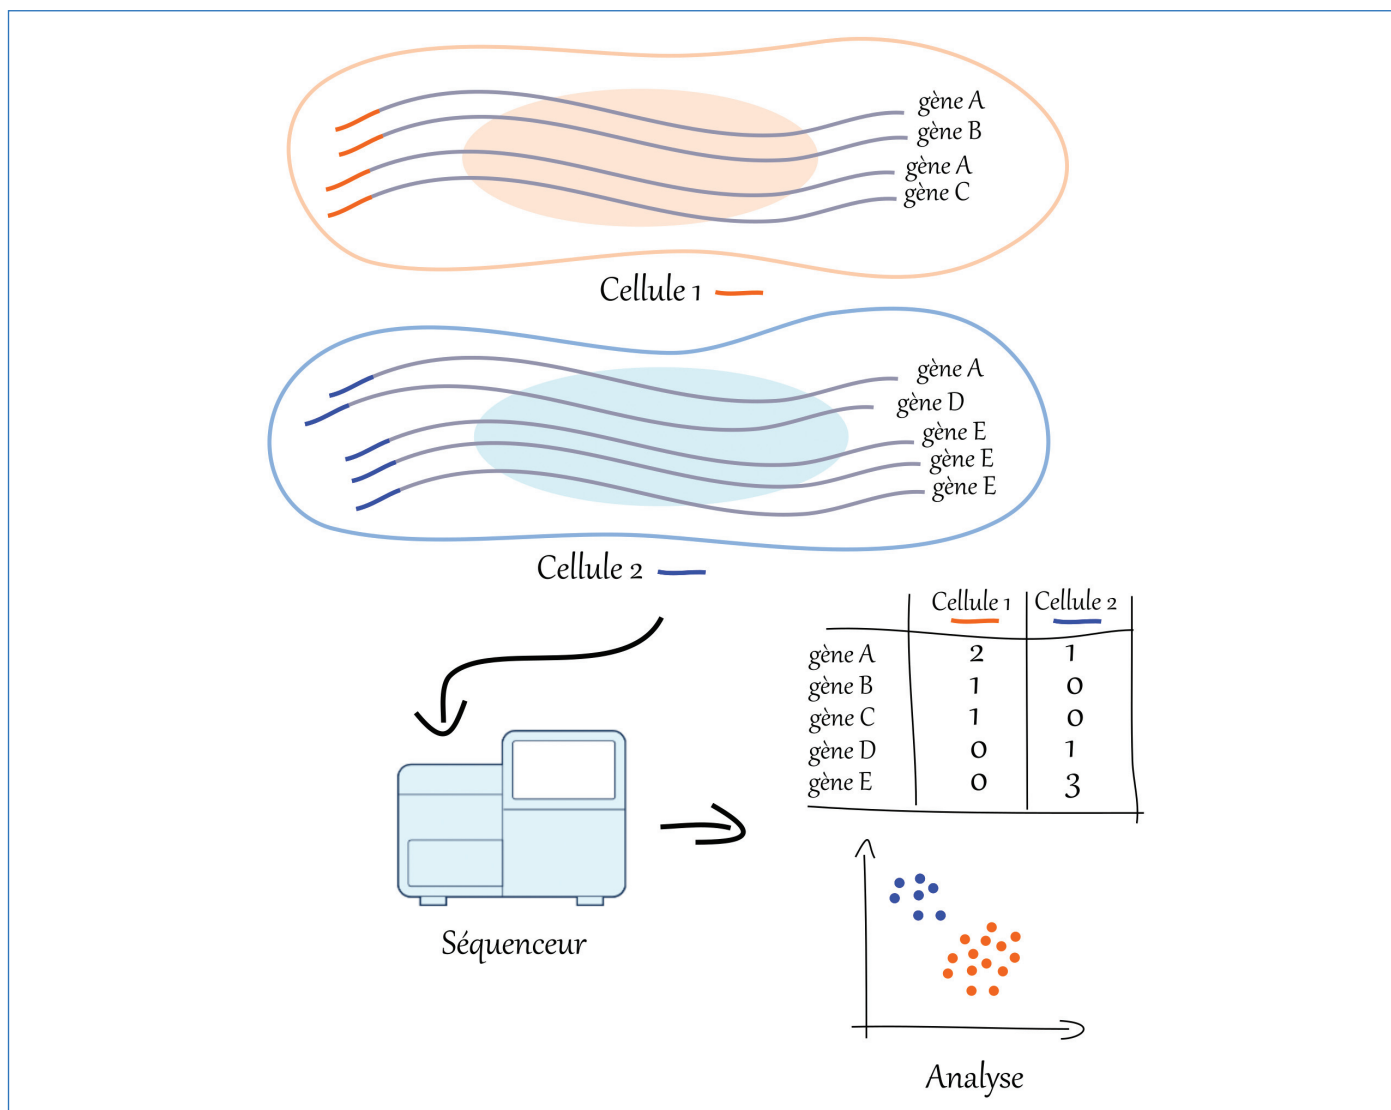 gène A
gène B
gène A
gène C
Cellule 1
gène A
gène D
gène E
gène E
gène E
Cellule 2
Cellule 1 Cellule 2
gène A 2 1
gène B 1 0
gène C 1 0
gène D 0 1
gène E 0 3
Séquenceur
Analyse